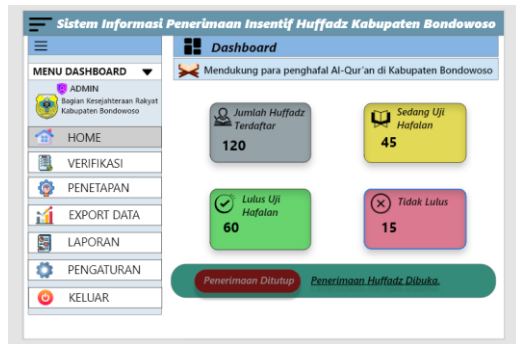 Sistem Informasi Penerimaan Insentif Huffadz Kabupaten Bondowoso
Dashboard
MENU DASHBOARD
Mendukung para penghafal Al-Qur'an di Kabupaten Bondowoso
ADMIN
Bagian Kesejahteraan Rakyat
Kabupaten Bondowoso
HOME
VERIFIKASI
PENETAPAN
EXPORT DATA
LAPORAN
PENGATURAN
KELUAR
Jumlah Huffadz
Terdaftar
120
Sedang Uji
Hafalan
45
Lulus Uji
Hafalan
60
Tidak Lulus
15
Penerimaan Ditutup
Penerimaan Huffadz Dibuka.